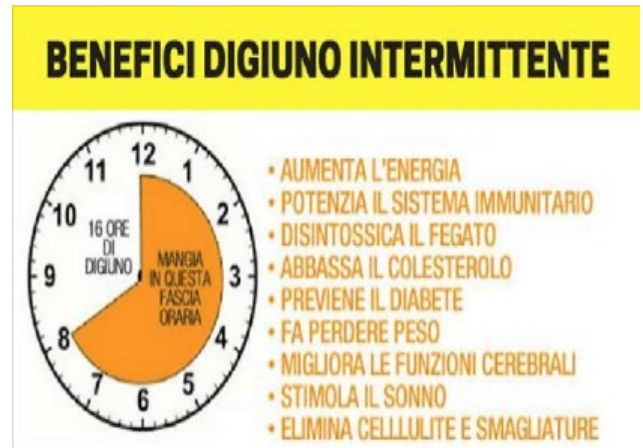 BENEFICI DIGIUNO INTERMITTENTE
12
1
2
3
4
5
6
7
8
9
10
11
16 ORE
DI
DIGIUNO
MANGIA
IN QUESTA
FASCIA
ORARIA
• AUMENTA L'ENERGIA
• POTENZIA IL SISTEMA IMMUNITARIO
• DISINTOSSICA IL FEGATO
• ABBASSA IL COLESTEROLO
• PREVIENE IL DIABETE
• FA PERDERE PESO
• MIGLIORA LE FUNZIONI CEREBRALI
• STIMOLA IL SONNO
• ELIMINA CELLLULITE E SMAGLIATURE